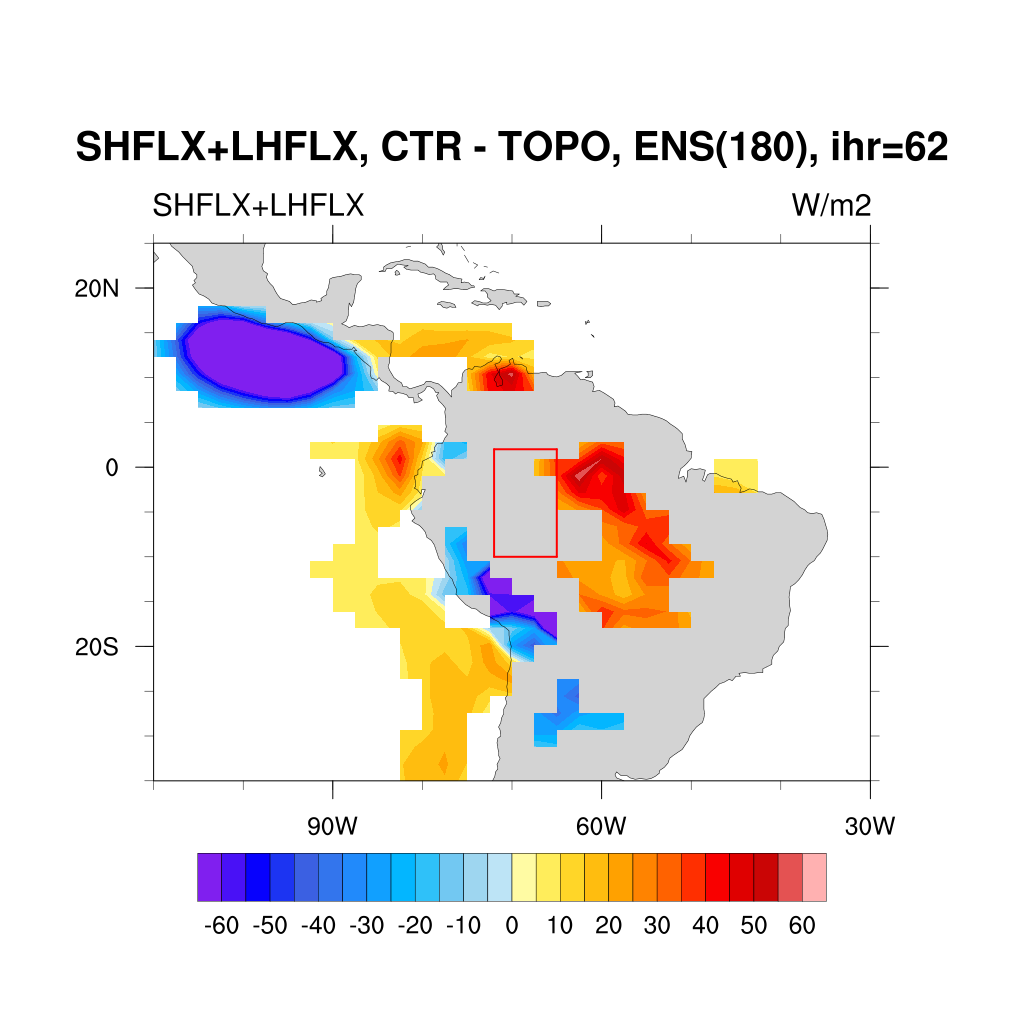 SHFLX+LHFLX, CTR - TOPO, ENS(180), ihr=62
SHFLX+LHFLX W/m2
20N
0
20S
90W 60W 30W
-60 -50 -40 -30 -20 -10 0 10 20 30 40 50 60